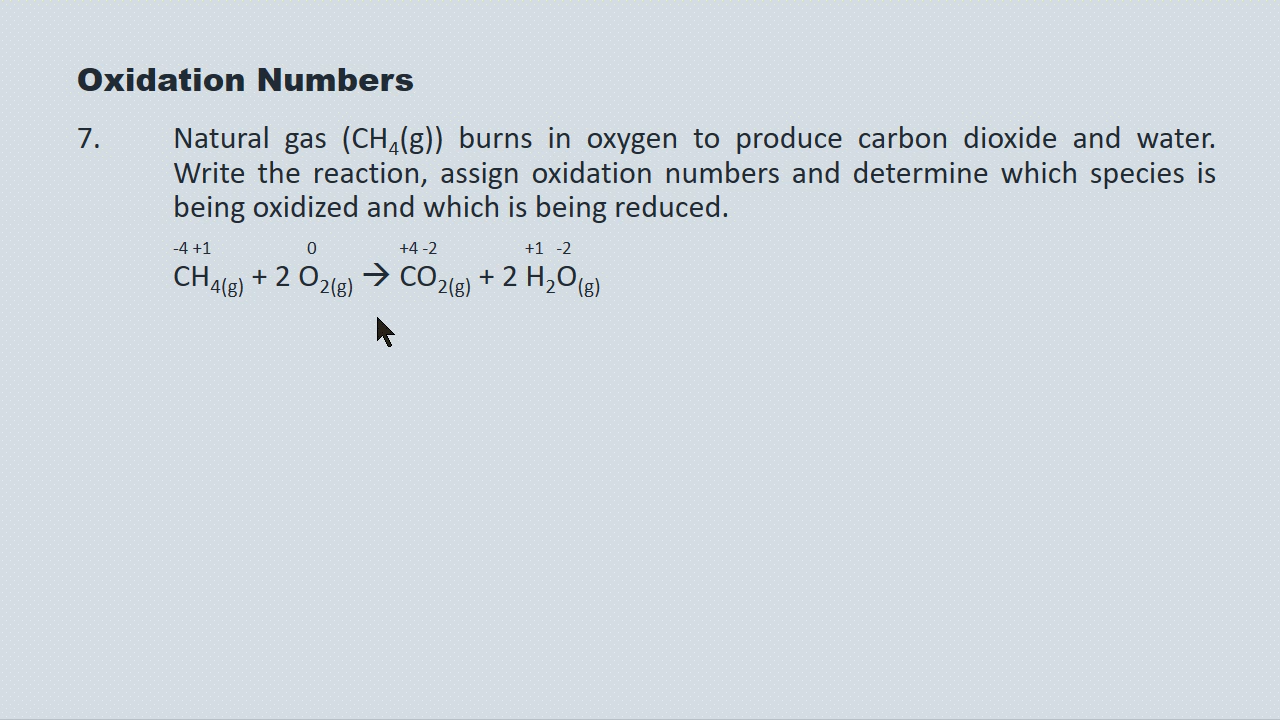 Oxidation Numbers
7. Natural gas (CH₄(g)) burns in oxygen to produce carbon dioxide and water.
Write the reaction, assign oxidation numbers and determine which species is
being oxidized and which is being reduced.
-4 +1 0 +4 -2 +1 -2
CH₄₍g₎ + 2 O₂₍g₎ → CO₂₍g₎ + 2 H₂O₍g₎